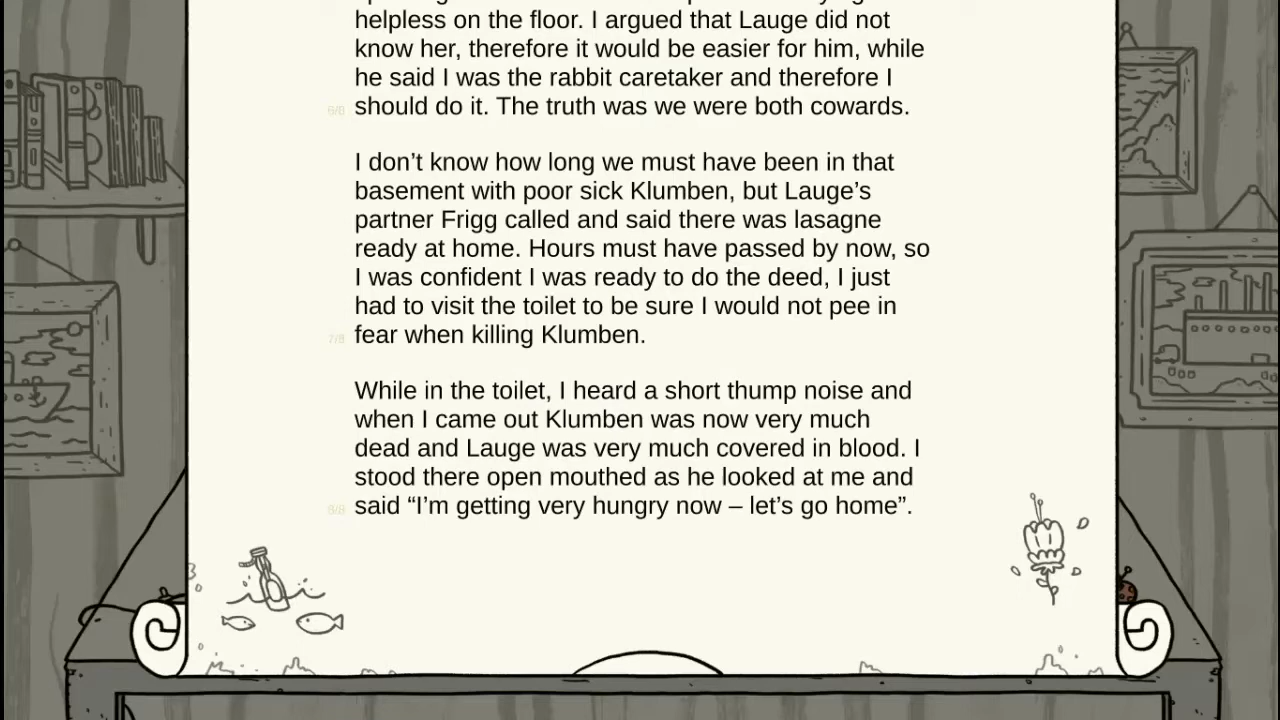 helpless on the floor. I argued that Lauge did not
know her, therefore it would be easier for him, while
he said I was the rabbit caretaker and therefore I
6/8 should do it. The truth was we were both cowards.
I don’t know how long we must have been in that
basement with poor sick Klumben, but Lauge’s
partner Frigg called and said there was lasagne
ready at home. Hours must have passed by now, so
I was confident I was ready to do the deed, I just
had to visit the toilet to be sure I would not pee in
7/8 fear when killing Klumben.
While in the toilet, I heard a short thump noise and
when I came out Klumben was now very much
dead and Lauge was very much covered in blood. I
stood there open mouthed as he looked at me and
said “I’m getting very hungry now – let’s go home”.